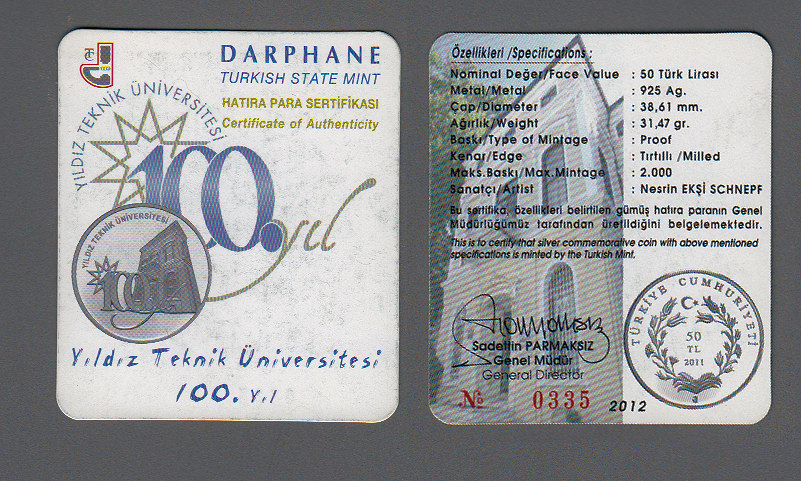 TC
DARPHANE
TURKISH STATE MINT
HATIRA PARA SERTİFİKASI
Certificate of Authenticity
YILDIZ TEKNİK ÜNİVERSİTESİ
100. yıl
YILDIZ TEKNİK ÜNİVERSİTESİ
100. yıl
Yıldız Teknik Üniversitesi
100. Yıl
Özellikleri /Specifications :
Nominal Değer/Face Value : 50 Türk Lirası
Metal/Metal : 925 Ag.
Çap/Diameter : 38,61 mm.
Ağırlık/Weight : 31,47 gr.
Baskı/Type of Mintage : Proof
Kenar/Edge : Tırtıllı /Milled
Maks.Baskı/Max.Mintage : 2.000
Sanatçı/Artist : Nesrin EKŞİ SCHNEPF
Bu sertifika, özellikleri belirtilen gümüş hatıra paranın Genel
Müdürlüğümüz tarafından üretildiğini belgelemektedir.
This is to certify that silver commemorative coin with above mentioned
specifications is minted by the Turkish Mint.
Sadettin PARMAKSIZ
Genel Müdür
General Director
№ 0335
2012
TÜRKİYE CUMHURİYETİ
50
TL
2011